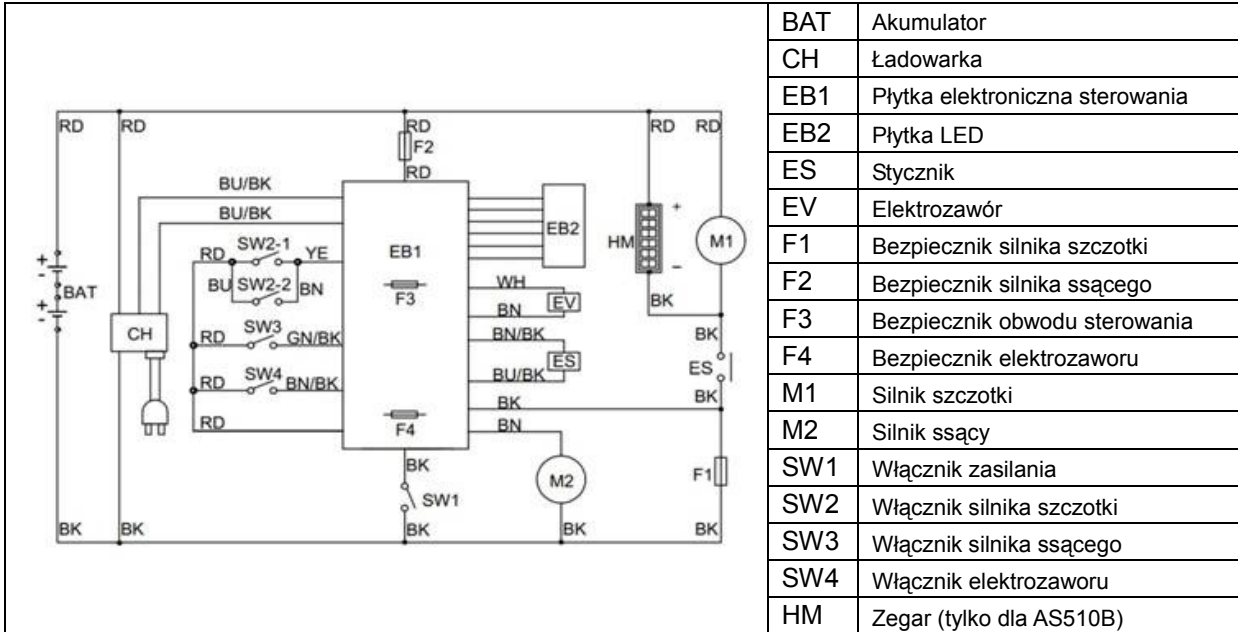 RD RD RD RD RD
F2
RD
BU/BK
BU/BK
SW2-1
RD YE
EB1
EB2
HM
+
M1
BU SW2-2 BN
+
-
BAT
+
-
F3
WH
EV
BN
–
BK
CH
SW3
RD GN/BK
BN/BK
ES
BU/BK
BK
ES
SW4
RD BN/BK
BK
BK
RD
F4
BN
BK
M2
F1
SW1
BK BK BK BK BK
BAT Akumulator
CH Ładowarka
EB1 Płytka elektroniczna sterowania
EB2 Płytka LED
ES Stycznik
EV Elektrozawór
F1 Bezpiecznik silnika szczotki
F2 Bezpiecznik silnika ssącego
F3 Bezpiecznik obwodu sterowania
F4 Bezpiecznik elektrozaworu
M1 Silnik szczotki
M2 Silnik ssący
SW1 Włącznik zasilania
SW2 Włącznik silnika szczotki
SW3 Włącznik silnika ssącego
SW4 Włącznik elektrozaworu
HM Zegar (tylko dla AS510B)